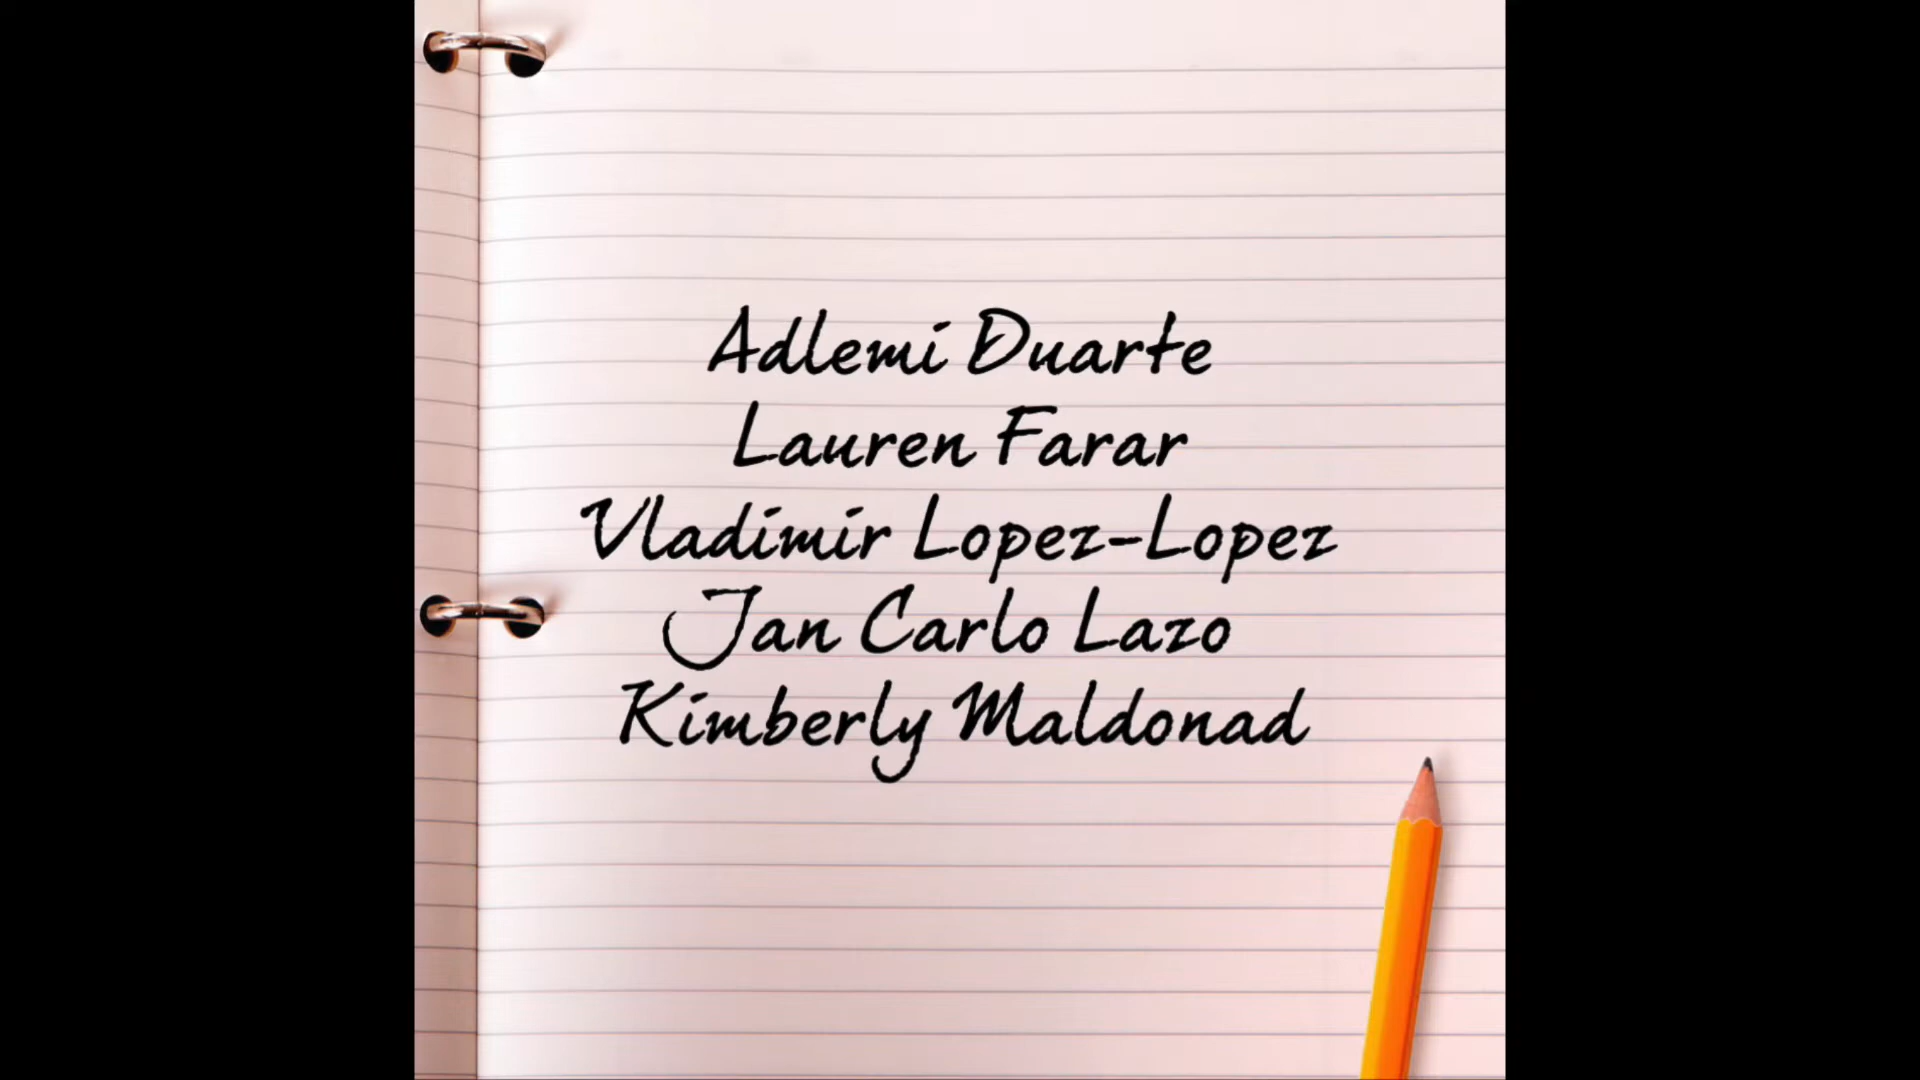 Adlemi Duarte
Lauren Farar
Vladimir Lopez-Lopez
Jan Carlo Lazo
Kimberly Maldonad